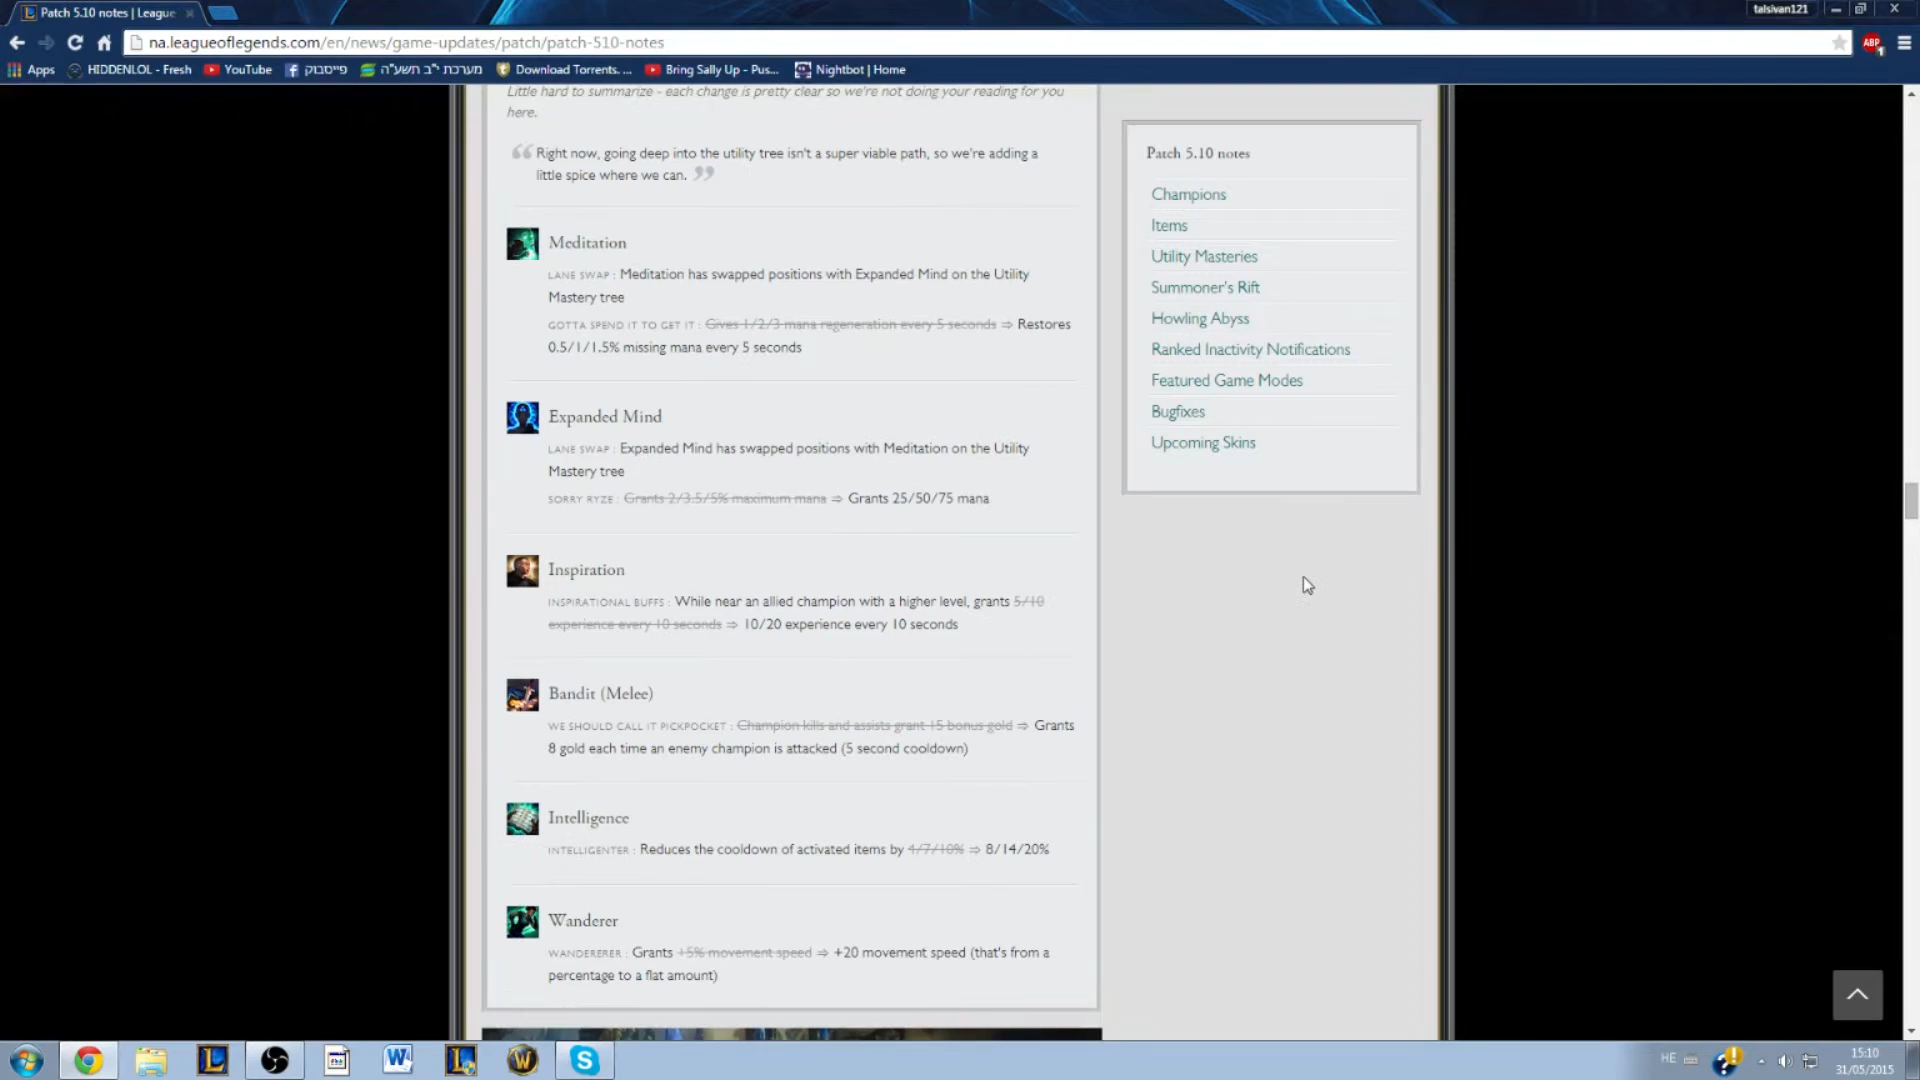 Patch 5.10 notes | League
talsivan121
na.leagueoflegends.com/en/news/game-updates/patch/patch-510-notes
ABP
1
Apps
HIDDENLOL - Fresh
YouTube
פייסבוק
מערכת י"ב תשע"ה
Download Torrents. ...
Bring Sally Up - Pus...
Nightbot | Home
Little hard to summarize - each change is pretty clear so we're not doing your reading for you
here.
Right now, going deep into the utility tree isn't a super viable path, so we're adding a
little spice where we can.
Meditation
LANE SWAP : Meditation has swapped positions with Expanded Mind on the Utility
Mastery tree
GOTTA SPEND IT TO GET IT : Gives 1/2/3 mana regeneration every 5 seconds ⇒ Restores
0.5/1/1.5% missing mana every 5 seconds
Expanded Mind
LANE SWAP : Expanded Mind has swapped positions with Meditation on the Utility
Mastery tree
SORRY RYZE : Grants 2/3.5/5% maximum mana ⇒ Grants 25/50/75 mana
Inspiration
INSPIRATIONAL BUFFS : While near an allied champion with a higher level, grants 5/10
experience every 10 seconds ⇒ 10/20 experience every 10 seconds
Bandit (Melee)
WE SHOULD CALL IT PICKPOCKET : Champion kills and assists grant 15 bonus gold ⇒ Grants
8 gold each time an enemy champion is attacked (5 second cooldown)
Intelligence
INTELLIGENTER : Reduces the cooldown of activated items by 4/7/10% ⇒ 8/14/20%
Wanderer
WANDERERER : Grants +5% movement speed ⇒ +20 movement speed (that's from a
percentage to a flat amount)
Patch 5.10 notes
Champions
Items
Utility Masteries
Summoner's Rift
Howling Abyss
Ranked Inactivity Notifications
Featured Game Modes
Bugfixes
Upcoming Skins
HE
15:10
31/05/2015